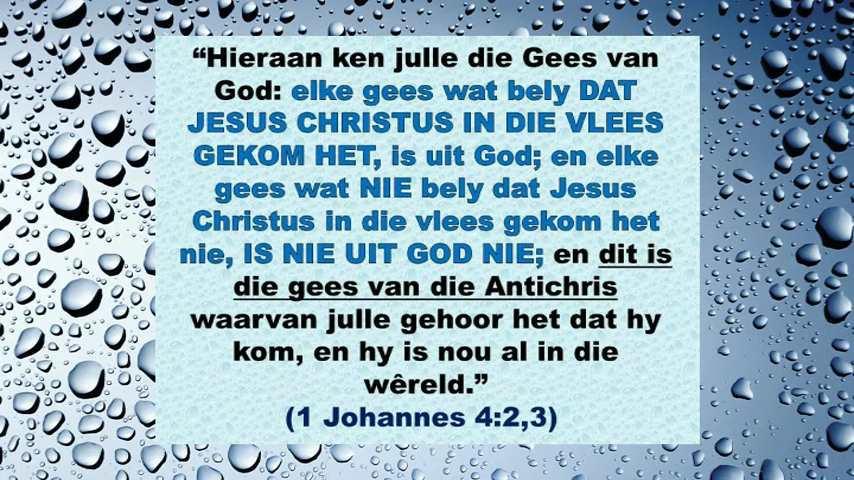 “Hieraan ken julle die Gees van
God: elke gees wat bely DAT
JESUS CHRISTUS IN DIE VLEES
GEKOM HET, is uit God; en elke
gees wat NIE bely dat Jesus
Christus in die vlees gekom het
nie, IS NIE UIT GOD NIE; en dit is
die gees van die Antichris
waarvan julle gehoor het dat hy
kom, en hy is nou al in die
wêreld.”
(1 Johannes 4:2,3)